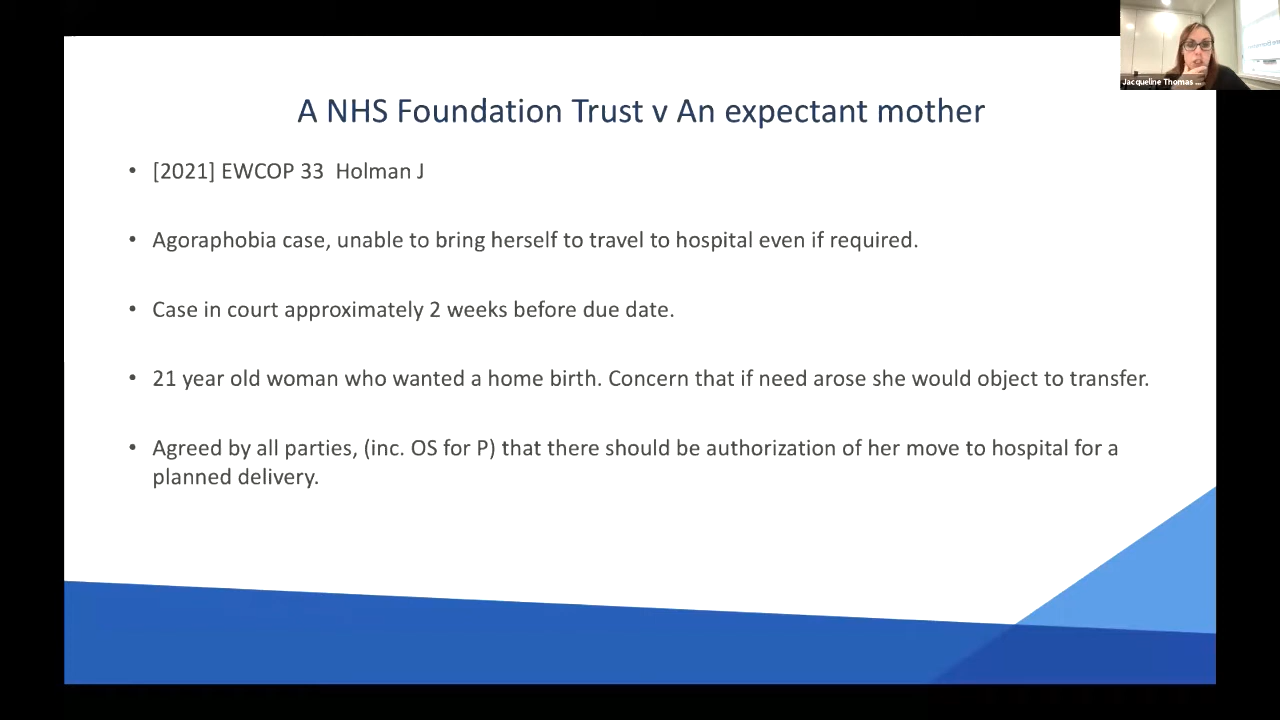 Jacqueline Thomas ...
A NHS Foundation Trust v An expectant mother
• [2021] EWCOP 33 Holman J
• Agoraphobia case, unable to bring herself to travel to hospital even if required.
• Case in court approximately 2 weeks before due date.
• 21 year old woman who wanted a home birth. Concern that if need arose she would object to transfer.
• Agreed by all parties, (inc. OS for P) that there should be authorization of her move to hospital for a
planned delivery.